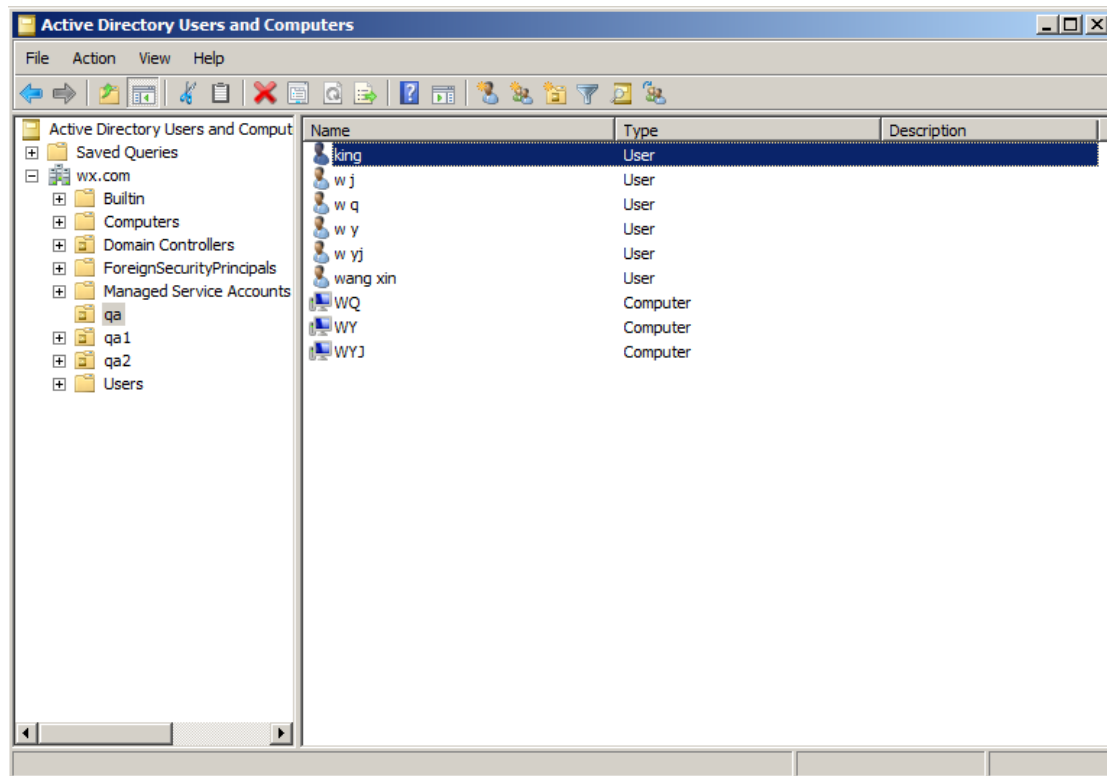 Active Directory Users and Computers
File Action View Help
Active Directory Users and Comput
Saved Queries
wx.com
Builtin
Computers
Domain Controllers
ForeignSecurityPrincipals
Managed Service Accounts
qa
qa1
qa2
Users
Name Type Description
king User
w j User
w q User
w y User
w yj User
wang xin User
WQ Computer
WY Computer
WYJ Computer